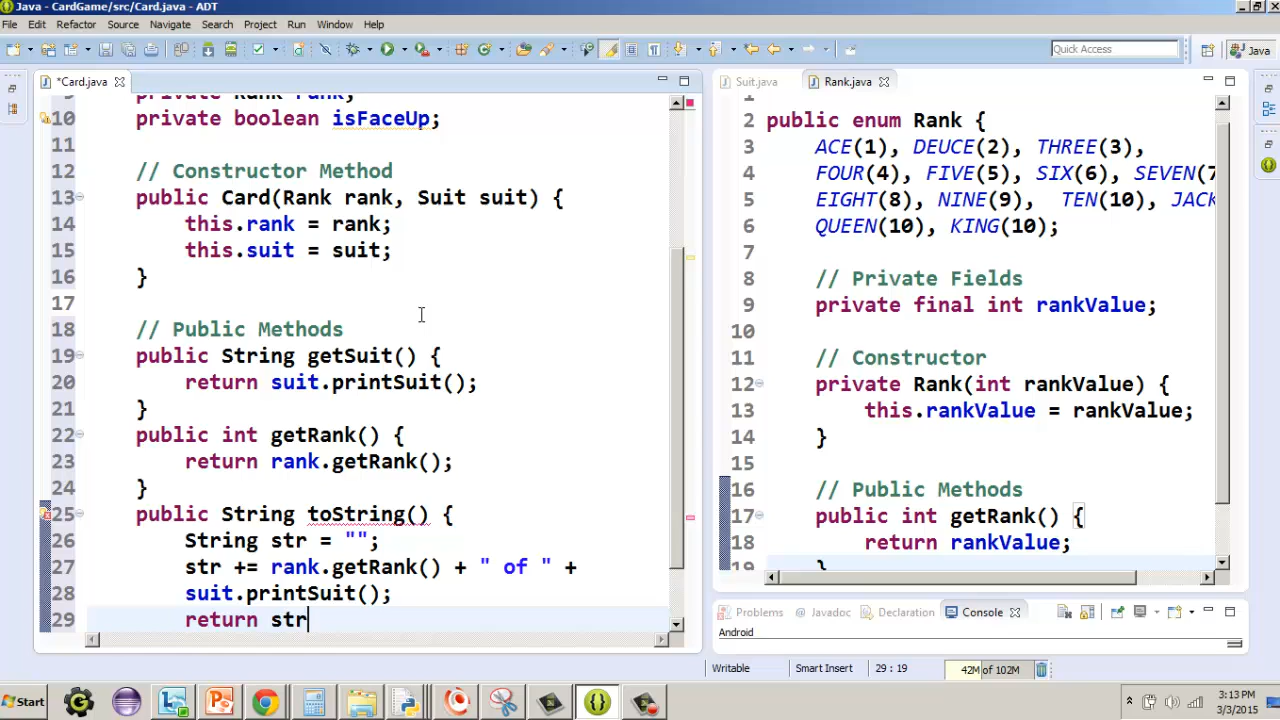 Java - CardGame/src/Card.java - ADT
File Edit Refactor Source Navigate Search Project Run Window Help
Quick Access
Java
*Card.java
private Rank rank;
10 private boolean isFaceUp;
11
12 // Constructor Method
13 public Card(Rank rank, Suit suit) {
14 this.rank = rank;
15 this.suit = suit;
16 }
17
18 // Public Methods
19 public String getSuit() {
20 return suit.printSuit();
21 }
22 public int getRank() {
23 return rank.getRank();
24 }
25 public String toString() {
26 String str = "";
27 str += rank.getRank() + " of " +
28 suit.printSuit();
29 return str
Suit.java Rank.java
1
2 public enum Rank {
3 ACE(1), DEUCE(2), THREE(3),
4 FOUR(4), FIVE(5), SIX(6), SEVEN(7
5 EIGHT(8), NINE(9), TEN(10), JACK
6 QUEEN(10), KING(10);
7
8 // Private Fields
9 private final int rankValue;
10
11 // Constructor
12 private Rank(int rankValue) {
13 this.rankValue = rankValue;
14 }
15
16 // Public Methods
17 public int getRank() {
18 return rankValue;
19 }
Problems @ Javadoc Declaration Console
Android
Writable Smart Insert 29 : 19 42M of 102M
Start
3:13 PM
3/3/2015